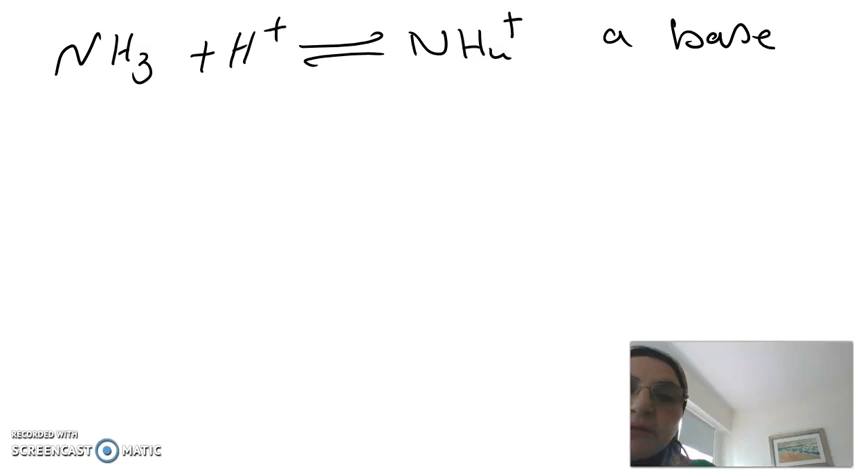 NH₃ + H⁺ ⇌ NH₄⁺ a base
RECORDED WITH
SCREENCAST MATIC